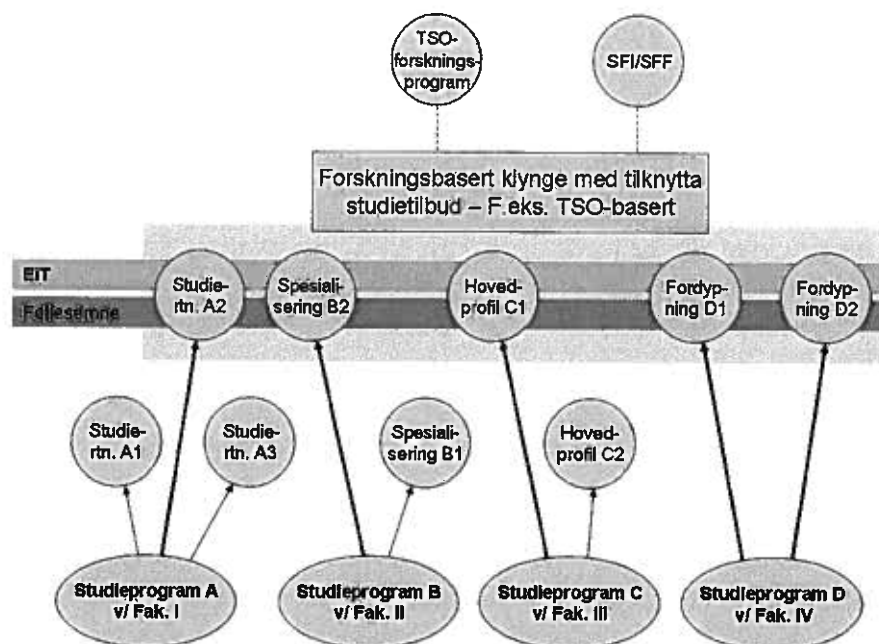 TSO-
forsknings-
program
SFI/SFF
Forskningsbasert klynge med tilknytta
studietilbud – F.eks. TSO-basert
EiT
Fellesemne
Studie-
rtn. A2
Spesiali-
sering B2
Hoved-
profil C1
Fordyp-
ning D1
Fordyp-
ning D2
Studie-
rtn. A1
Studie-
rtn. A3
Spesiali-
sering B1
Hoved-
profil C2
Studieprogram A
v/ Fak. I
Studieprogram B
v/ Fak. II
Studieprogram C
v/ Fak. III
Studieprogram D
v/ Fak. IV